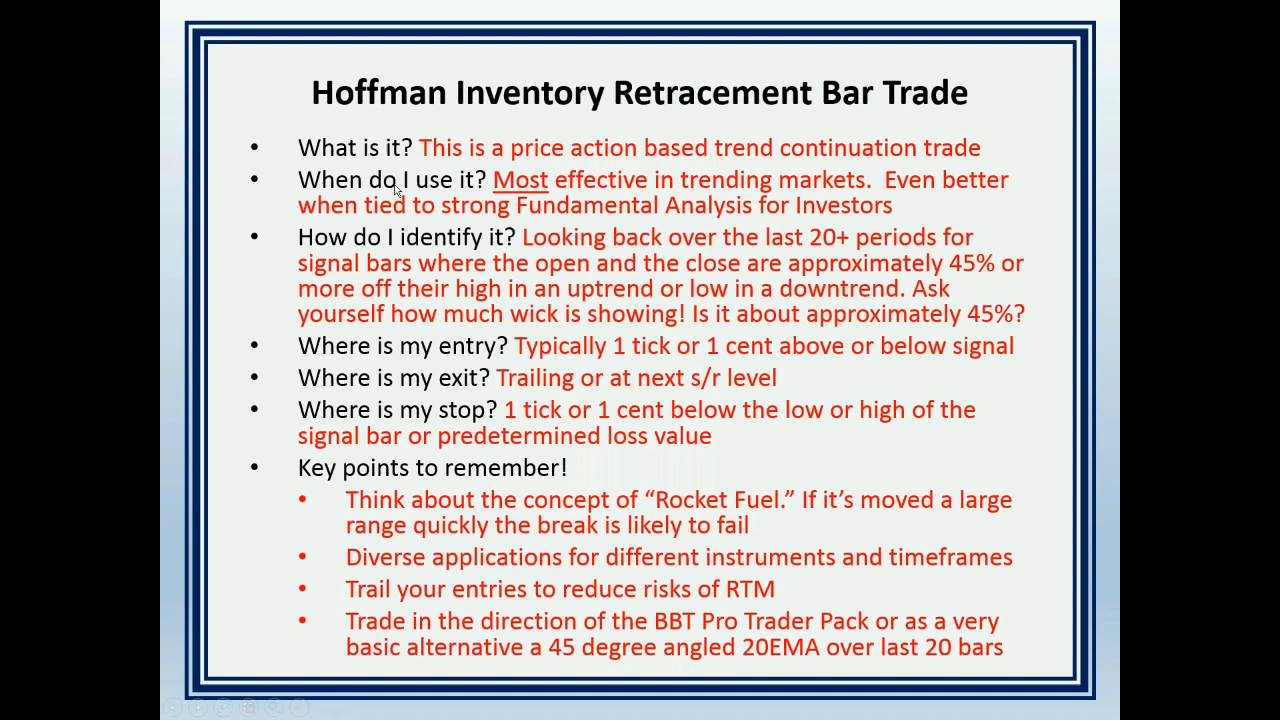 Hoffman Inventory Retracement Bar Trade
• What is it? This is a price action based trend continuation trade
• When do I use it? Most effective in trending markets.  Even better
when tied to strong Fundamental Analysis for Investors
• How do I identify it? Looking back over the last 20+ periods for
signal bars where the open and the close are approximately 45% or
more off their high in an uptrend or low in a downtrend. Ask
yourself how much wick is showing! Is it about approximately 45%?
• Where is my entry? Typically 1 tick or 1 cent above or below signal
• Where is my exit? Trailing or at next s/r level
• Where is my stop? 1 tick or 1 cent below the low or high of the
signal bar or predetermined loss value
• Key points to remember!
• Think about the concept of “Rocket Fuel.” If it’s moved a large
range quickly the break is likely to fail
• Diverse applications for different instruments and timeframes
• Trail your entries to reduce risks of RTM
• Trade in the direction of the BBT Pro Trader Pack or as a very
basic alternative a 45 degree angled 20EMA over last 20 bars